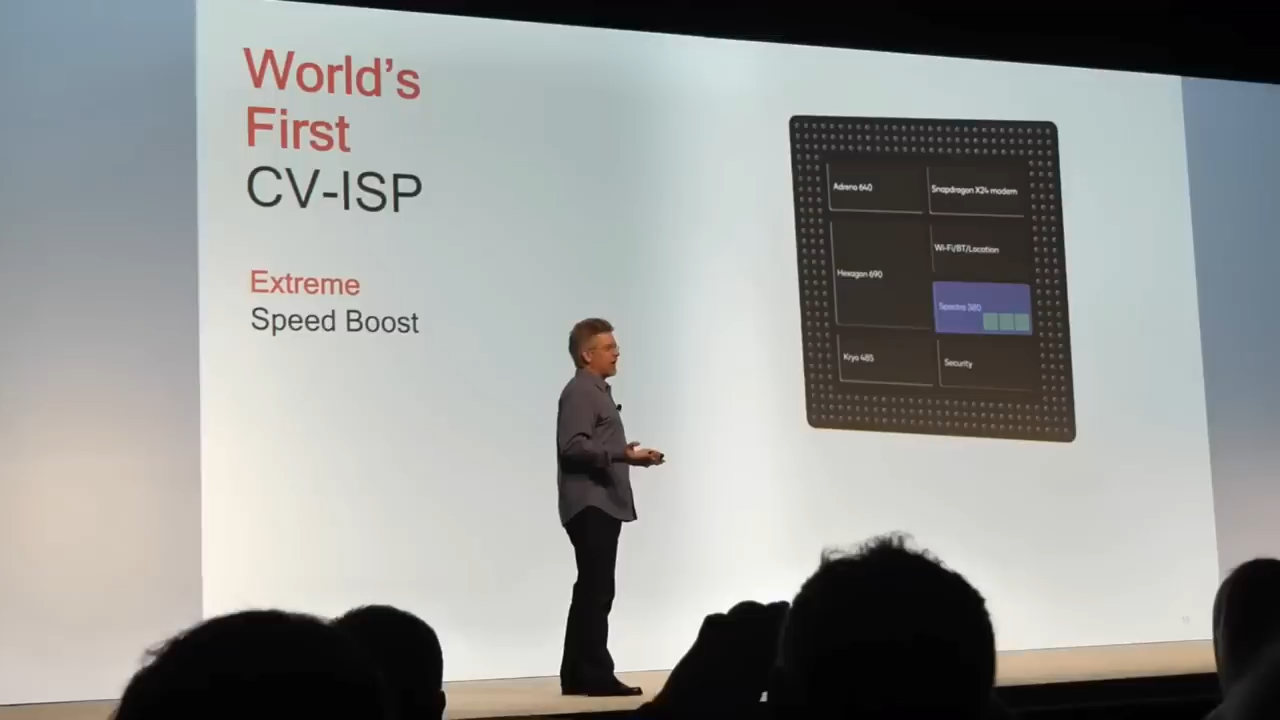 World's
First
CV-ISP
Extreme
Speed Boost
Adreno 640
Snapdragon X24 modem
Wi-Fi/BT/Location
Hexagon 690
Spectra 380
Kryo 485
Security